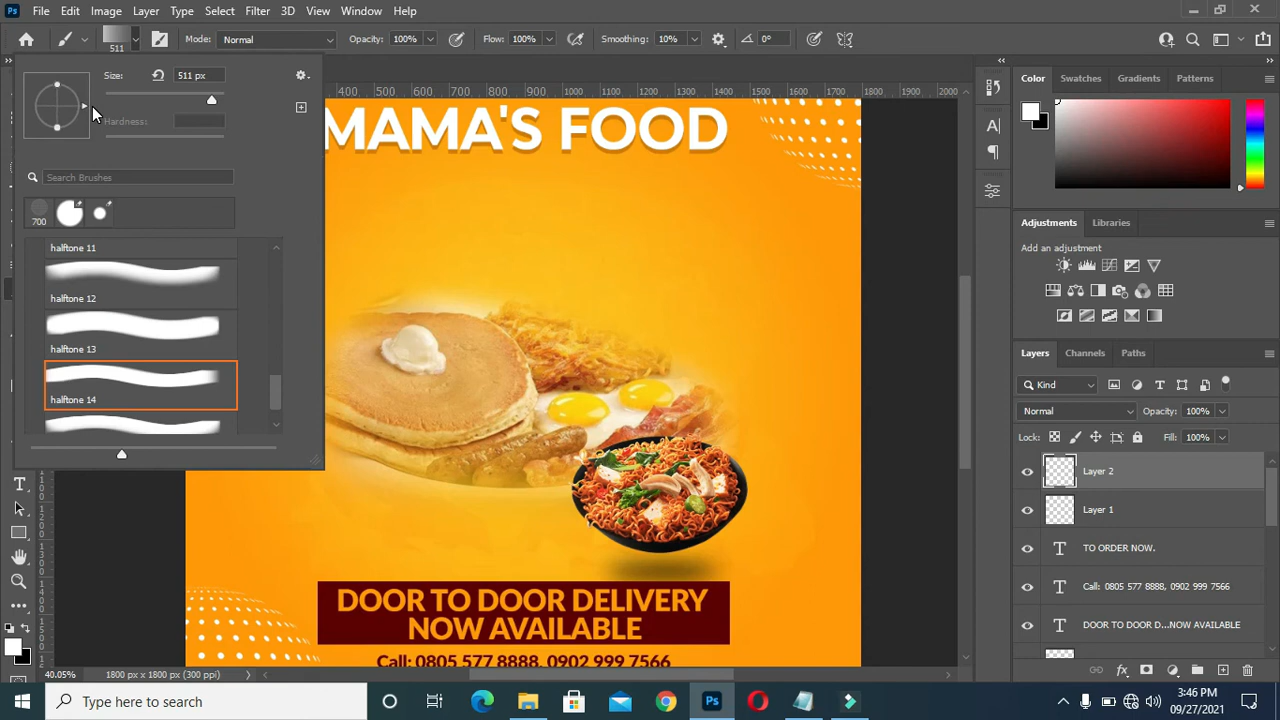 Ps File Edit Image Layer Type Select Filter 3D View Window Help
511 Mode: Normal Opacity: 100% Flow: 100% Smoothing: 10% 0°
Size: 511 px
Hardness:
Search Brushes
700
halftone 11
halftone 12
halftone 13
halftone 14
400 500 600 700 800 900 1000 1100 1200 1300 1400 1500 1600 1700 1800 1900 2000
MAMA'S FOOD
DOOR TO DOOR DELIVERY
NOW AVAILABLE
Call: 0805 577 8888, 0902 999 7566
40.05% 1800 px x 1800 px (300 ppi)
Color Swatches Gradients Patterns
Adjustments Libraries
Add an adjustment
Layers Channels Paths
Kind
Normal Opacity: 100%
Lock: Fill: 100%
Layer 2
Layer 1
TO ORDER NOW.
Call: 0805 577 8888, 0902 999 7566
DOOR TO DOOR D...NOW AVAILABLE
Type here to search
Ps
3:46 PM
09/27/2021